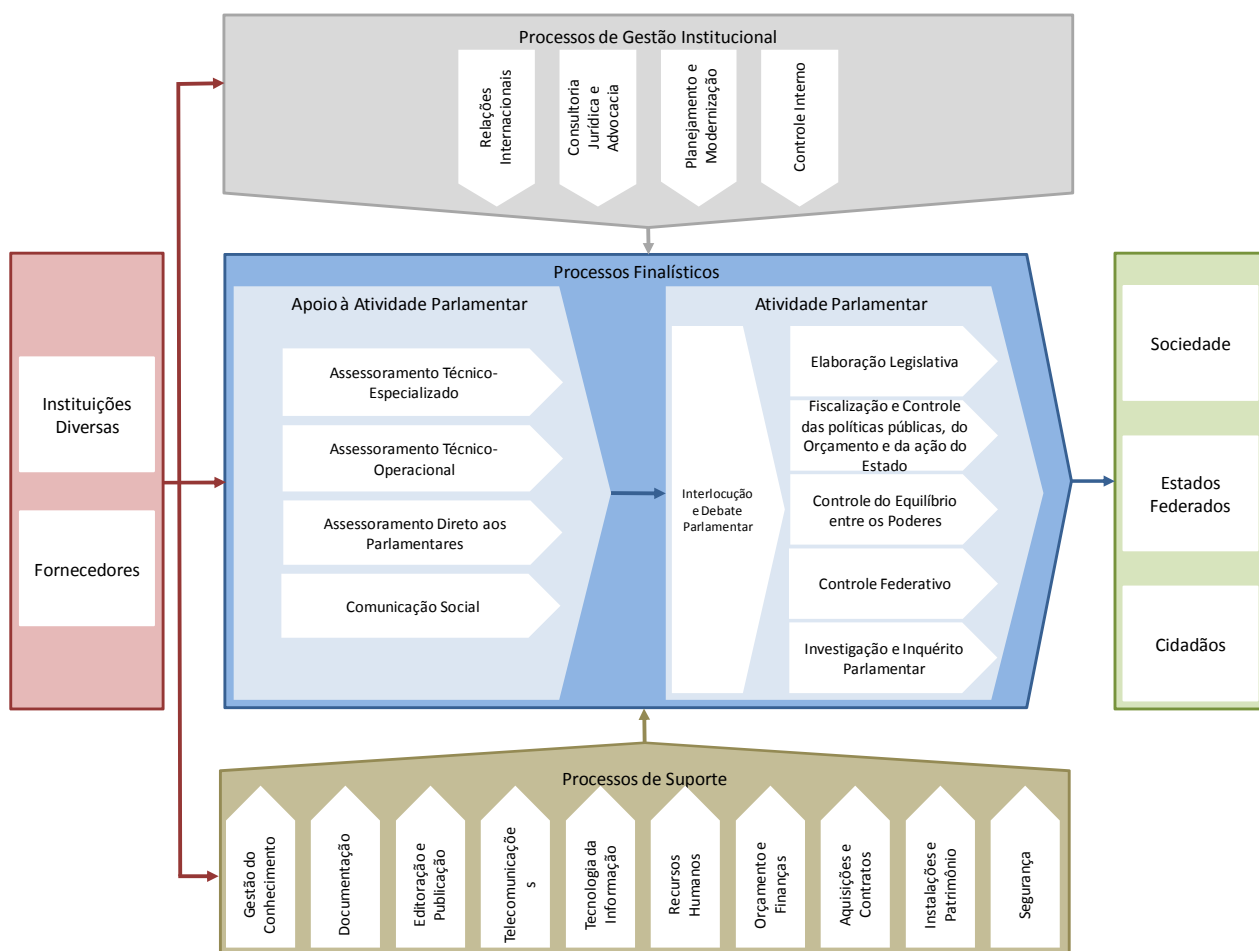 Processos de Gestão Institucional
Relações
Internacionais
Consultoria
Jurídica e
Advocacia
Planejamento e
Modernização
Controle Interno
Instituições
Diversas
Fornecedores
Processos Finalísticos
Apoio à Atividade Parlamentar
Assessoramento Técnico-
Especializado
Assessoramento Técnico-
Operacional
Assessoramento Direto aos
Parlamentares
Comunicação Social
Atividade Parlamentar
Interlocução
e Debate
Parlamentar
Elaboração Legislativa
Fiscalização e Controle
das políticas públicas, do
Orçamento e da ação do
Estado
Controle do Equilíbrio
entre os Poderes
Controle Federativo
Investigação e Inquérito
Parlamentar
Sociedade
Estados
Federados
Cidadãos
Processos de Suporte
Gestão do
Conhecimento
Documentação
Editoração e
Publicação
Telecomunicaçõe
s
Tecnologia da
Informação
Recursos
Humanos
Orçamento e
Finanças
Aquisições e
Contratos
Instalações e
Patrimônio
Segurança